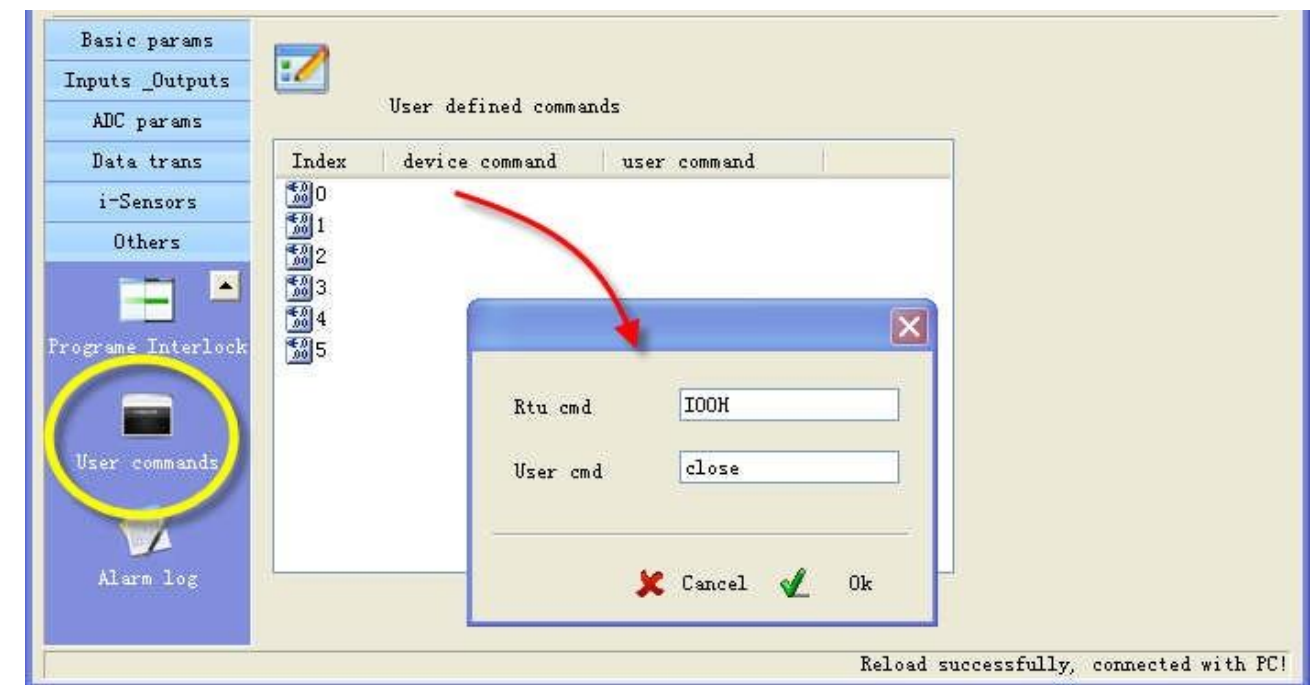 Basic params
Inputs _Outputs
ADC params
Data trans
i-Sensors
Others
Programe Interlock
User commands
Alarm log
User defined commands
Index device command user command
0
1
2
3
4
5
Rtu cmd IOOH
User cmd close
Cancel Ok
Reload successfully, connected with PC!